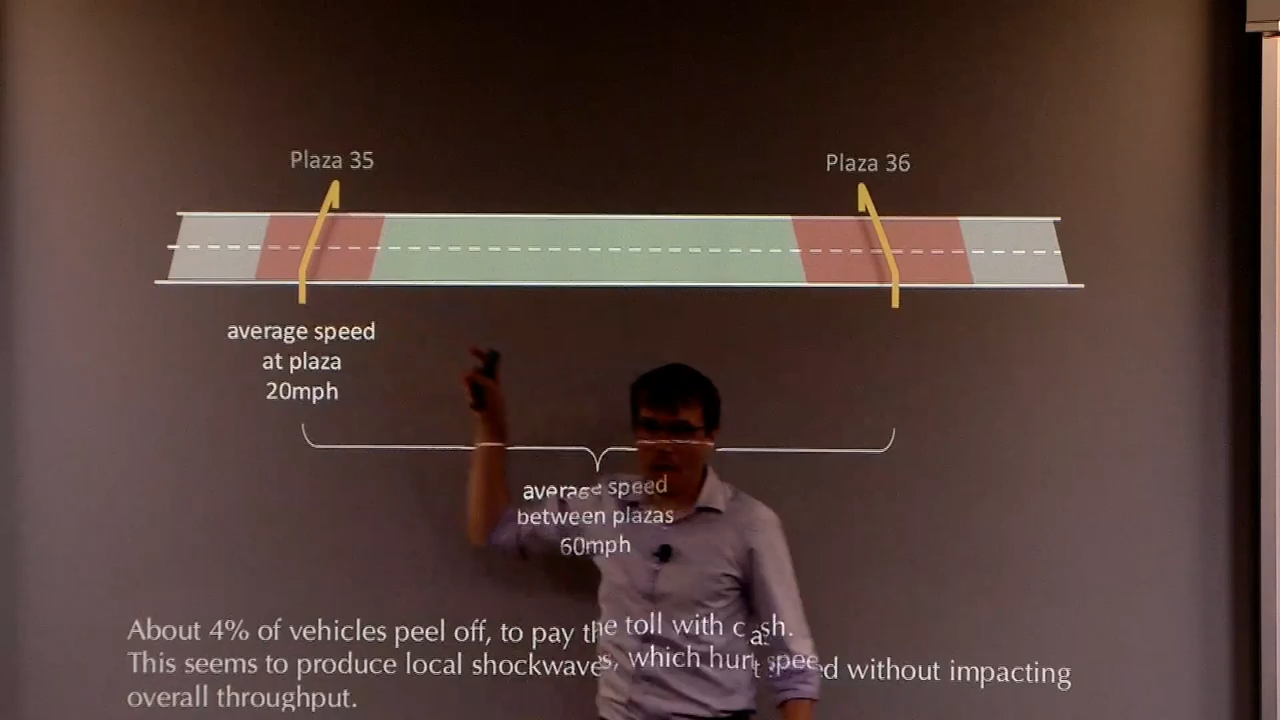 Plaza 35
Plaza 36
average speed
at plaza
20mph
average speed
between plazas
60mph
About 4% of vehicles peel off, to pay the toll with cash.
This seems to produce local shockwaves, which hurt speed without impacting
overall throughput.